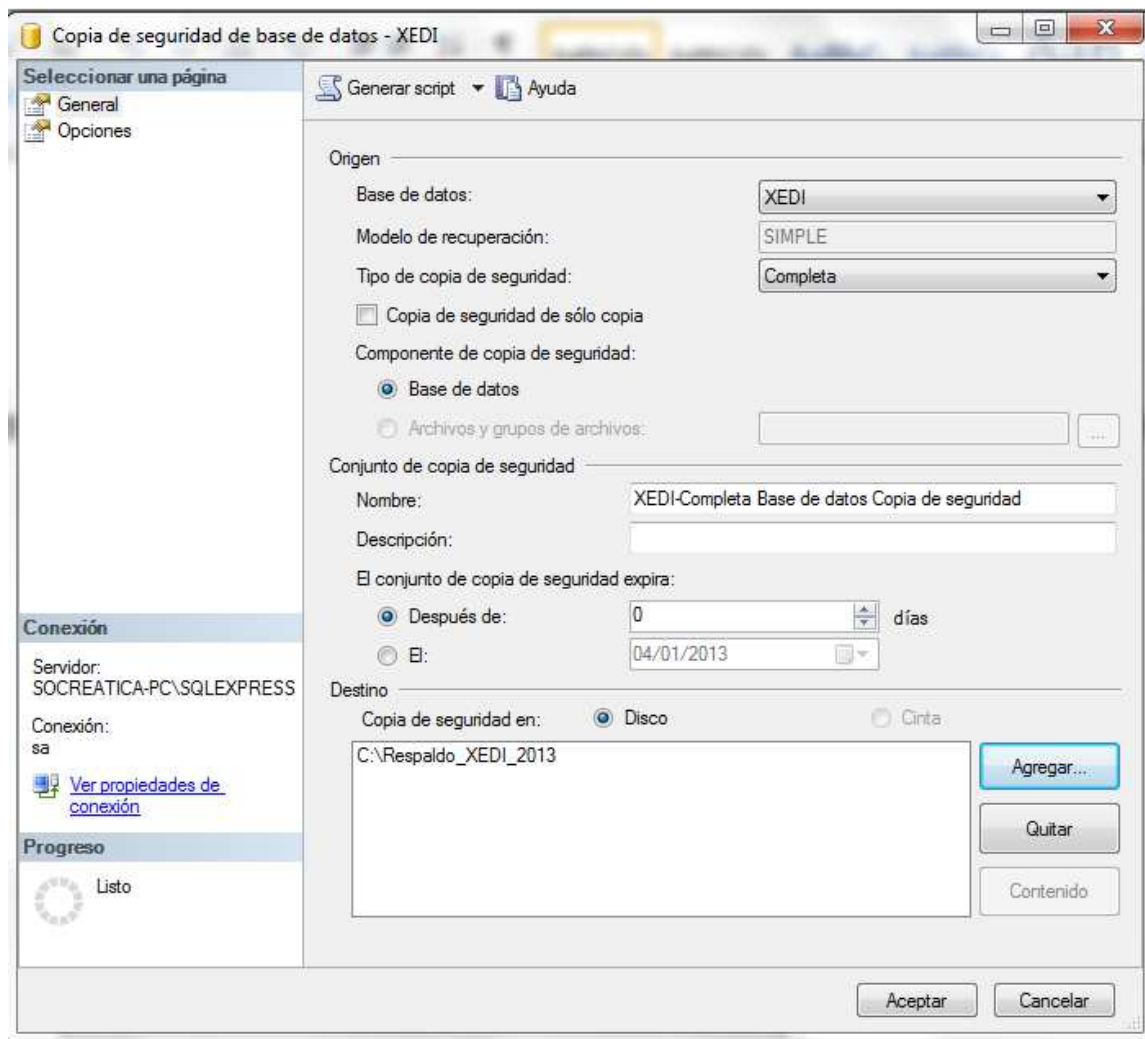 Copia de seguridad de base de datos - XEDI
Seleccionar una página
General
Opciones
Generar script
Ayuda
Origen
Base de datos:
XEDI
Modelo de recuperación:
SIMPLE
Tipo de copia de seguridad:
Completa
Copia de seguridad de sólo copia
Componente de copia de seguridad:
Base de datos
Archivos y grupos de archivos:
...
Conjunto de copia de seguridad
Nombre:
XEDI-Completa Base de datos Copia de seguridad
Descripción:
El conjunto de copia de seguridad expira:
Después de:
0
días
El:
04/01/2013
Destino
Copia de seguridad en:
Disco
Cinta
C:\Respaldo_XEDI_2013
Agregar...
Quitar
Contenido
Conexión
Servidor:
SOCREATICA-PC\SQLEXPRESS
Conexión:
sa
Ver propiedades de
conexión
Progreso
Listo
Aceptar
Cancelar